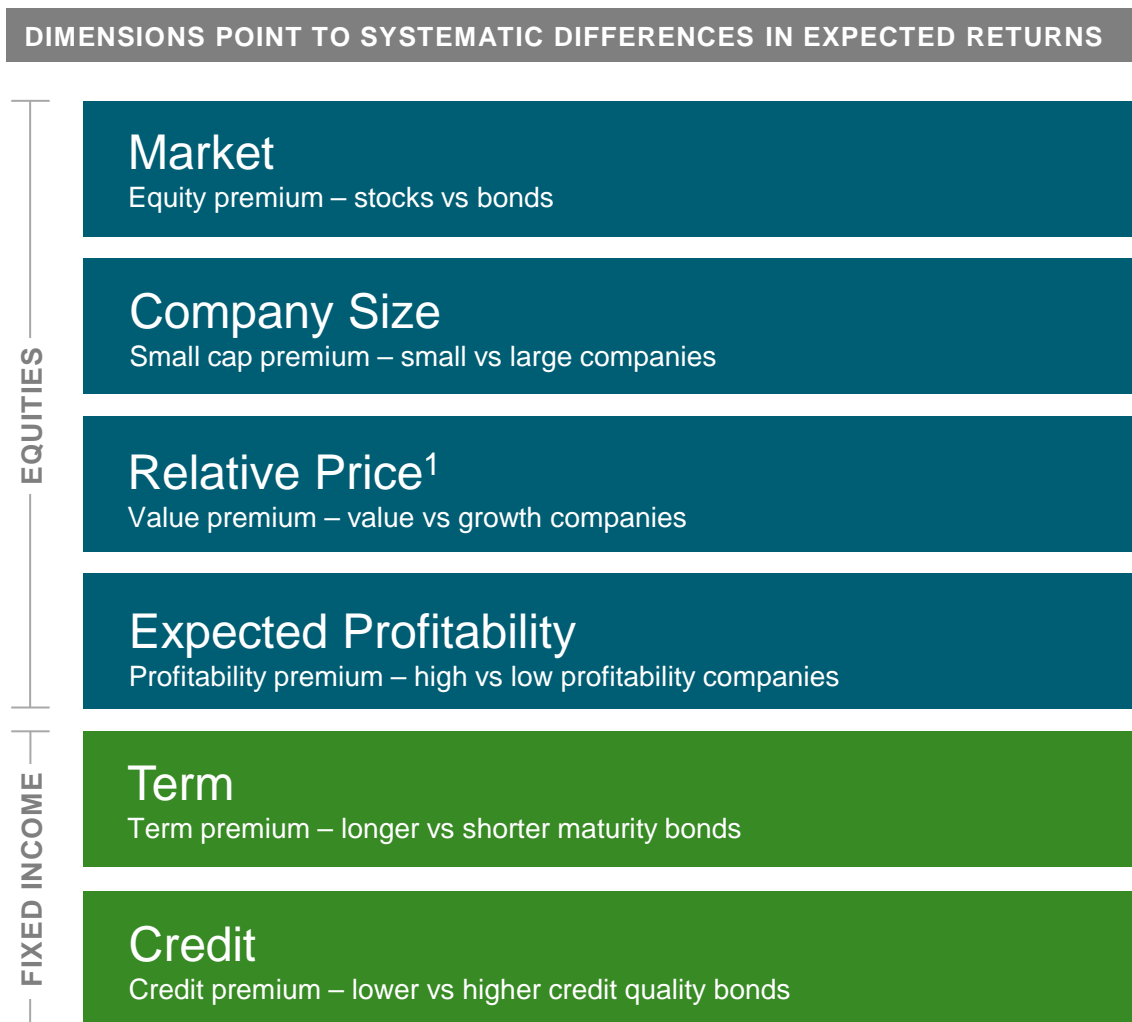 DIMENSIONS POINT TO SYSTEMATIC DIFFERENCES IN EXPECTED RETURNS
EQUITIES
Market
Equity premium – stocks vs bonds
Company Size
Small cap premium – small vs large companies
Relative Price¹
Value premium – value vs growth companies
Expected Profitability
Profitability premium – high vs low profitability companies
FIXED INCOME
Term
Term premium – longer vs shorter maturity bonds
Credit
Credit premium – lower vs higher credit quality bonds